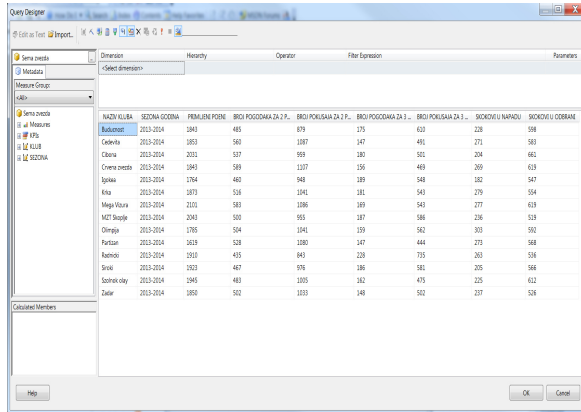 Query Designer
Edit as Text Import...
Sema zvezda ...
Dimension Hierarchy Operator Filter Expression Parameters
<Select dimension>
Metadata
Measure Group:
<All>
Sema zvezda
Measures
KPIs
KLUB
SEZONA
NAZIV KLUBA SEZONA GODINA PRIMLJENI POENI BROJ POGODAKA ZA 2 P... BROJ POKUSAJA ZA 2 P... BROJ POGODAKA ZA 3 ... BROJ POKUSAJA ZA 3 ... SKOKOVI U NAPADU SKOKOVI U ODBRANI
Buducnost 2013-2014 1843 485 879 175 610 228 598
Cedevita 2013-2014 1853 560 1087 147 491 271 583
Cibona 2013-2014 2031 537 959 180 501 204 661
Crvena zvezda 2013-2014 1843 589 1107 156 469 269 619
Igokea 2013-2014 1764 460 948 189 548 182 547
Krka 2013-2014 1873 516 1041 181 543 279 554
Mega Vizura 2013-2014 2101 583 1086 169 543 277 619
MZT Skoplje 2013-2014 2043 500 955 187 586 236 519
Olimpija 2013-2014 1785 504 1041 159 562 303 592
Partizan 2013-2014 1619 528 1080 147 444 273 568
Radnicki 2013-2014 1910 435 843 228 735 263 536
Siroki 2013-2014 1923 467 976 186 581 205 566
Szolnok olay 2013-2014 1945 483 1005 162 475 225 612
Zadar 2013-2014 1850 502 1033 148 502 237 526
Calculated Members
Help OK Cancel